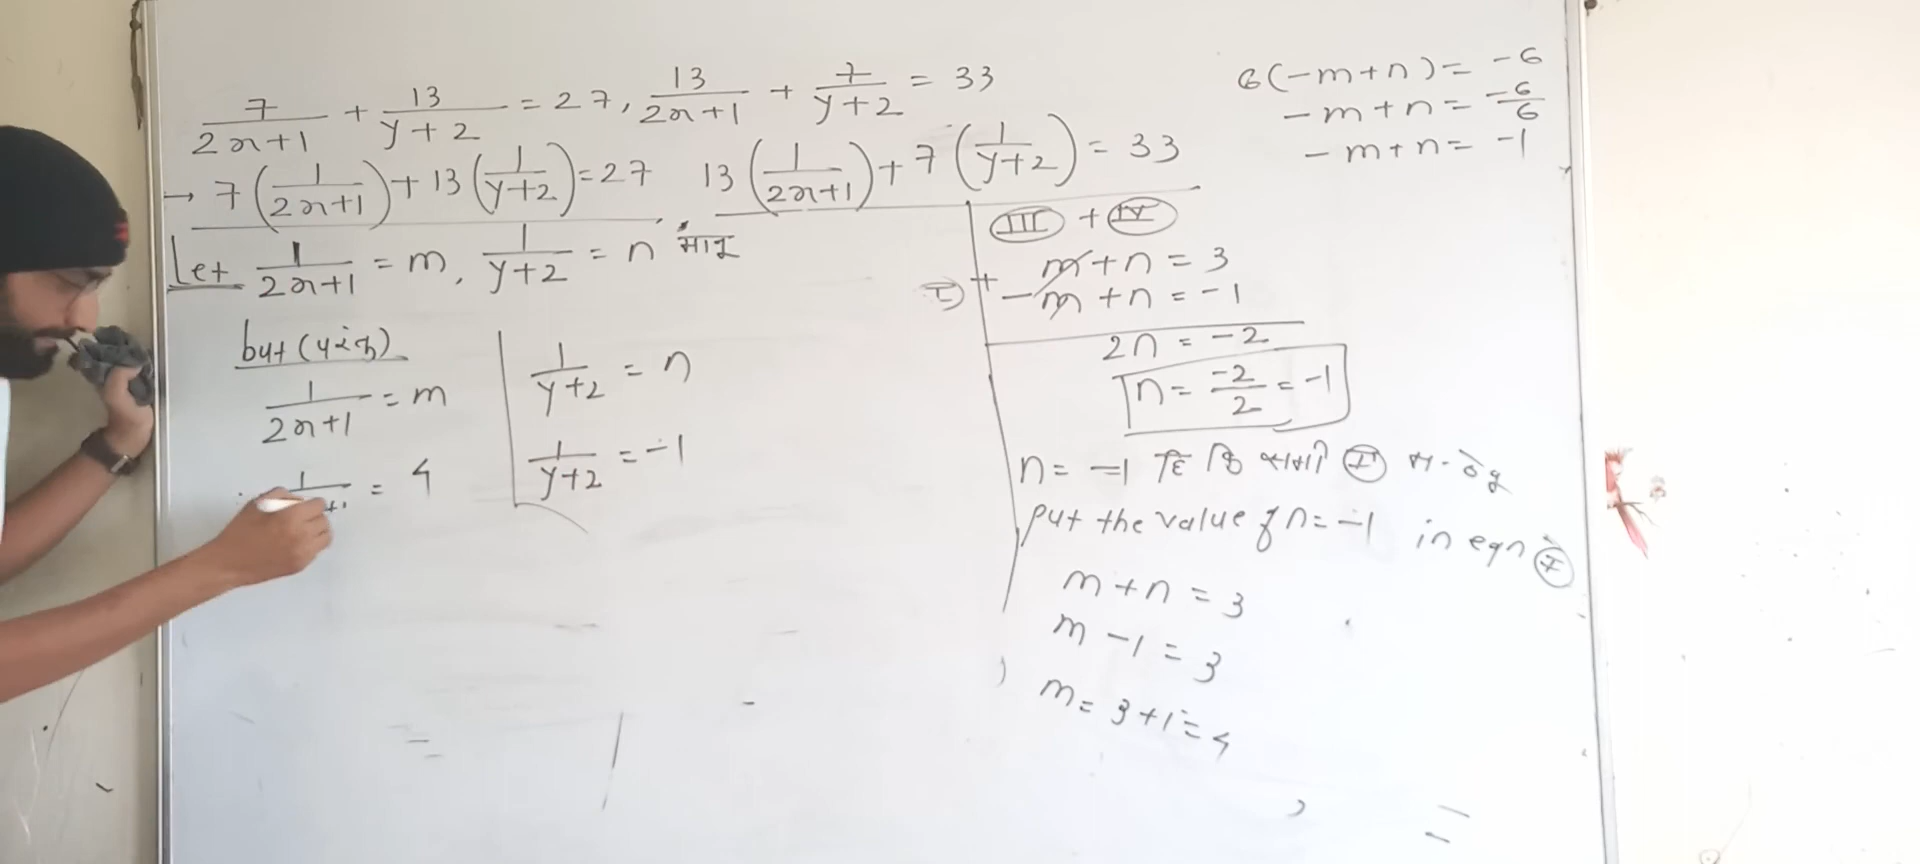 7/(2x+1) + 13/(y+2) = 27, 13/(2x+1) + 7/(y+2) = 33
→ 7(1/(2x+1)) + 13(1/(y+2)) = 27 13(1/(2x+1)) + 7(1/(y+2)) = 33
Let 1/(2x+1) = m, 1/(y+2) = n
but
1/(2x+1) = m
1/(y+2) = n
= 4
1/(y+2) = -1
6(-m+n) = -6
-m+n = -6/6
-m+n = -1
III + IV
m+n = 3
+ -m+n = -1
2n = -2
n = -2/2 = -1
n = -1
put the value of n = -1 in eqn
m+n = 3
m-1 = 3
m = 3+1 = 4